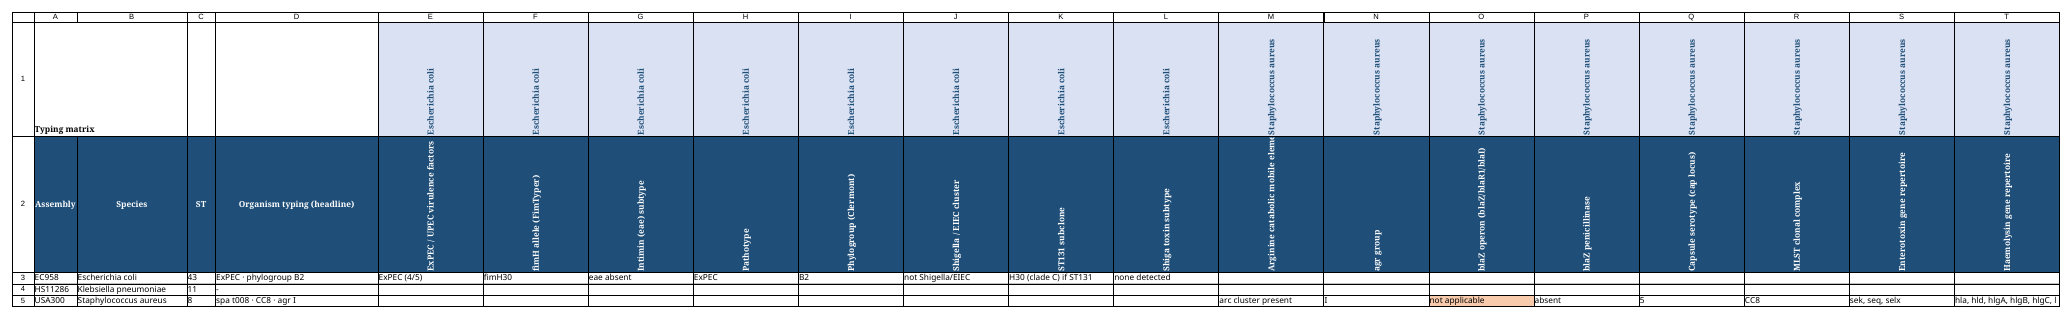 A B C D E F G H I J K L M N O P Q R S T
1 Typing matrix Escherichia coli Escherichia coli Escherichia coli Escherichia coli Escherichia coli Escherichia coli Escherichia coli Escherichia coli Staphylococcus aureus Staphylococcus aureus Staphylococcus aureus Staphylococcus aureus Staphylococcus aureus Staphylococcus aureus Staphylococcus aureus Staphylococcus aureus
2 Assembly Species ST Organism typing (headline) ExPEC / UPEC virulence factors fimH allele (FimTyper) Intimin (eae) subtype Pathotype Phylogroup (Clermont) Shigella / EIEC cluster ST131 subclone Shiga toxin subtype Arginine catabolic mobile agr group blaZ operon (blaZ/blaR1/blaI) blaZ penicillinase Capsule serotype (cap locus) MLST clonal complex Enterotoxin gene repertoire Haemolysin gene repertoire
3 EC958 Escherichia coli 43 ExPEC · phylogroup B2 ExPEC (4/5) fimH30 eae absent ExPEC B2 not Shigella/EIEC H30 (clade C) if ST131 none detected
4 HS11286 Klebsiella pneumoniae 11 -
5 USA300 Staphylococcus aureus 8 spa t008 · CC8 · agr I arc cluster present I not applicable absent 5 CC8 sek, seq, selx hla, hld, hlgA, hlgB, hlgC,